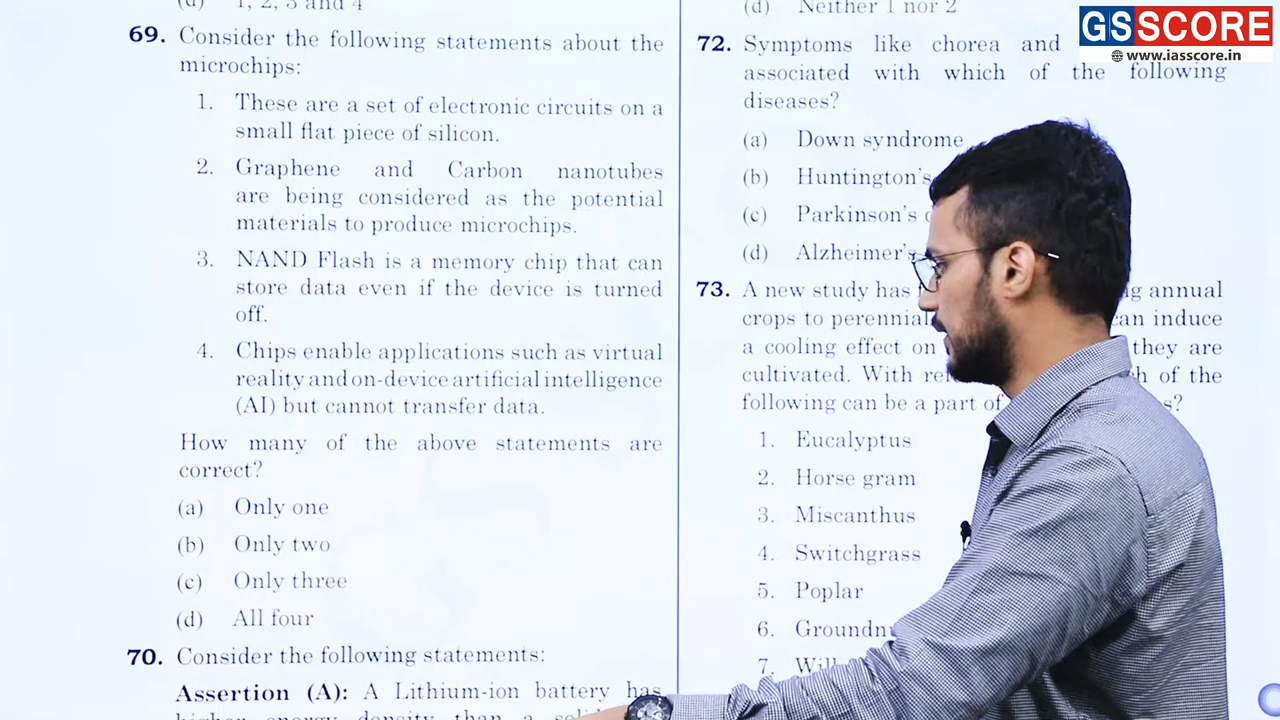 (d) 1, 2, 3 and 4
69. Consider the following statements about the
microchips:
1. These are a set of electronic circuits on a
small flat piece of silicon.
2. Graphene and Carbon nanotubes
are being considered as the potential
materials to produce microchips.
3. NAND Flash is a memory chip that can
store data even if the device is turned
off.
4. Chips enable applications such as virtual
reality and on-device artificial intelligence
(AI) but cannot transfer data.
How many of the above statements are
correct?
(a) Only one
(b) Only two
(c) Only three
(d) All four
70. Consider the following statements:
Assertion (A): A Lithium-ion battery has
higher energy density than a
(d) Neither 1 nor 2
72. Symptoms like chorea and
associated with which of the following
diseases?
(a) Down syndrome
(b) Huntington's
(c) Parkinson's
(d) Alzheimer's
73. A new study has annual
crops to perennial can induce
a cooling effect on they are
cultivated. With of the
following can be a part of
1. Eucalyptus
2. Horse gram
3. Miscanthus
4. Switchgrass
5. Poplar
6.
7.
GSSCORE
www.iasscore.in